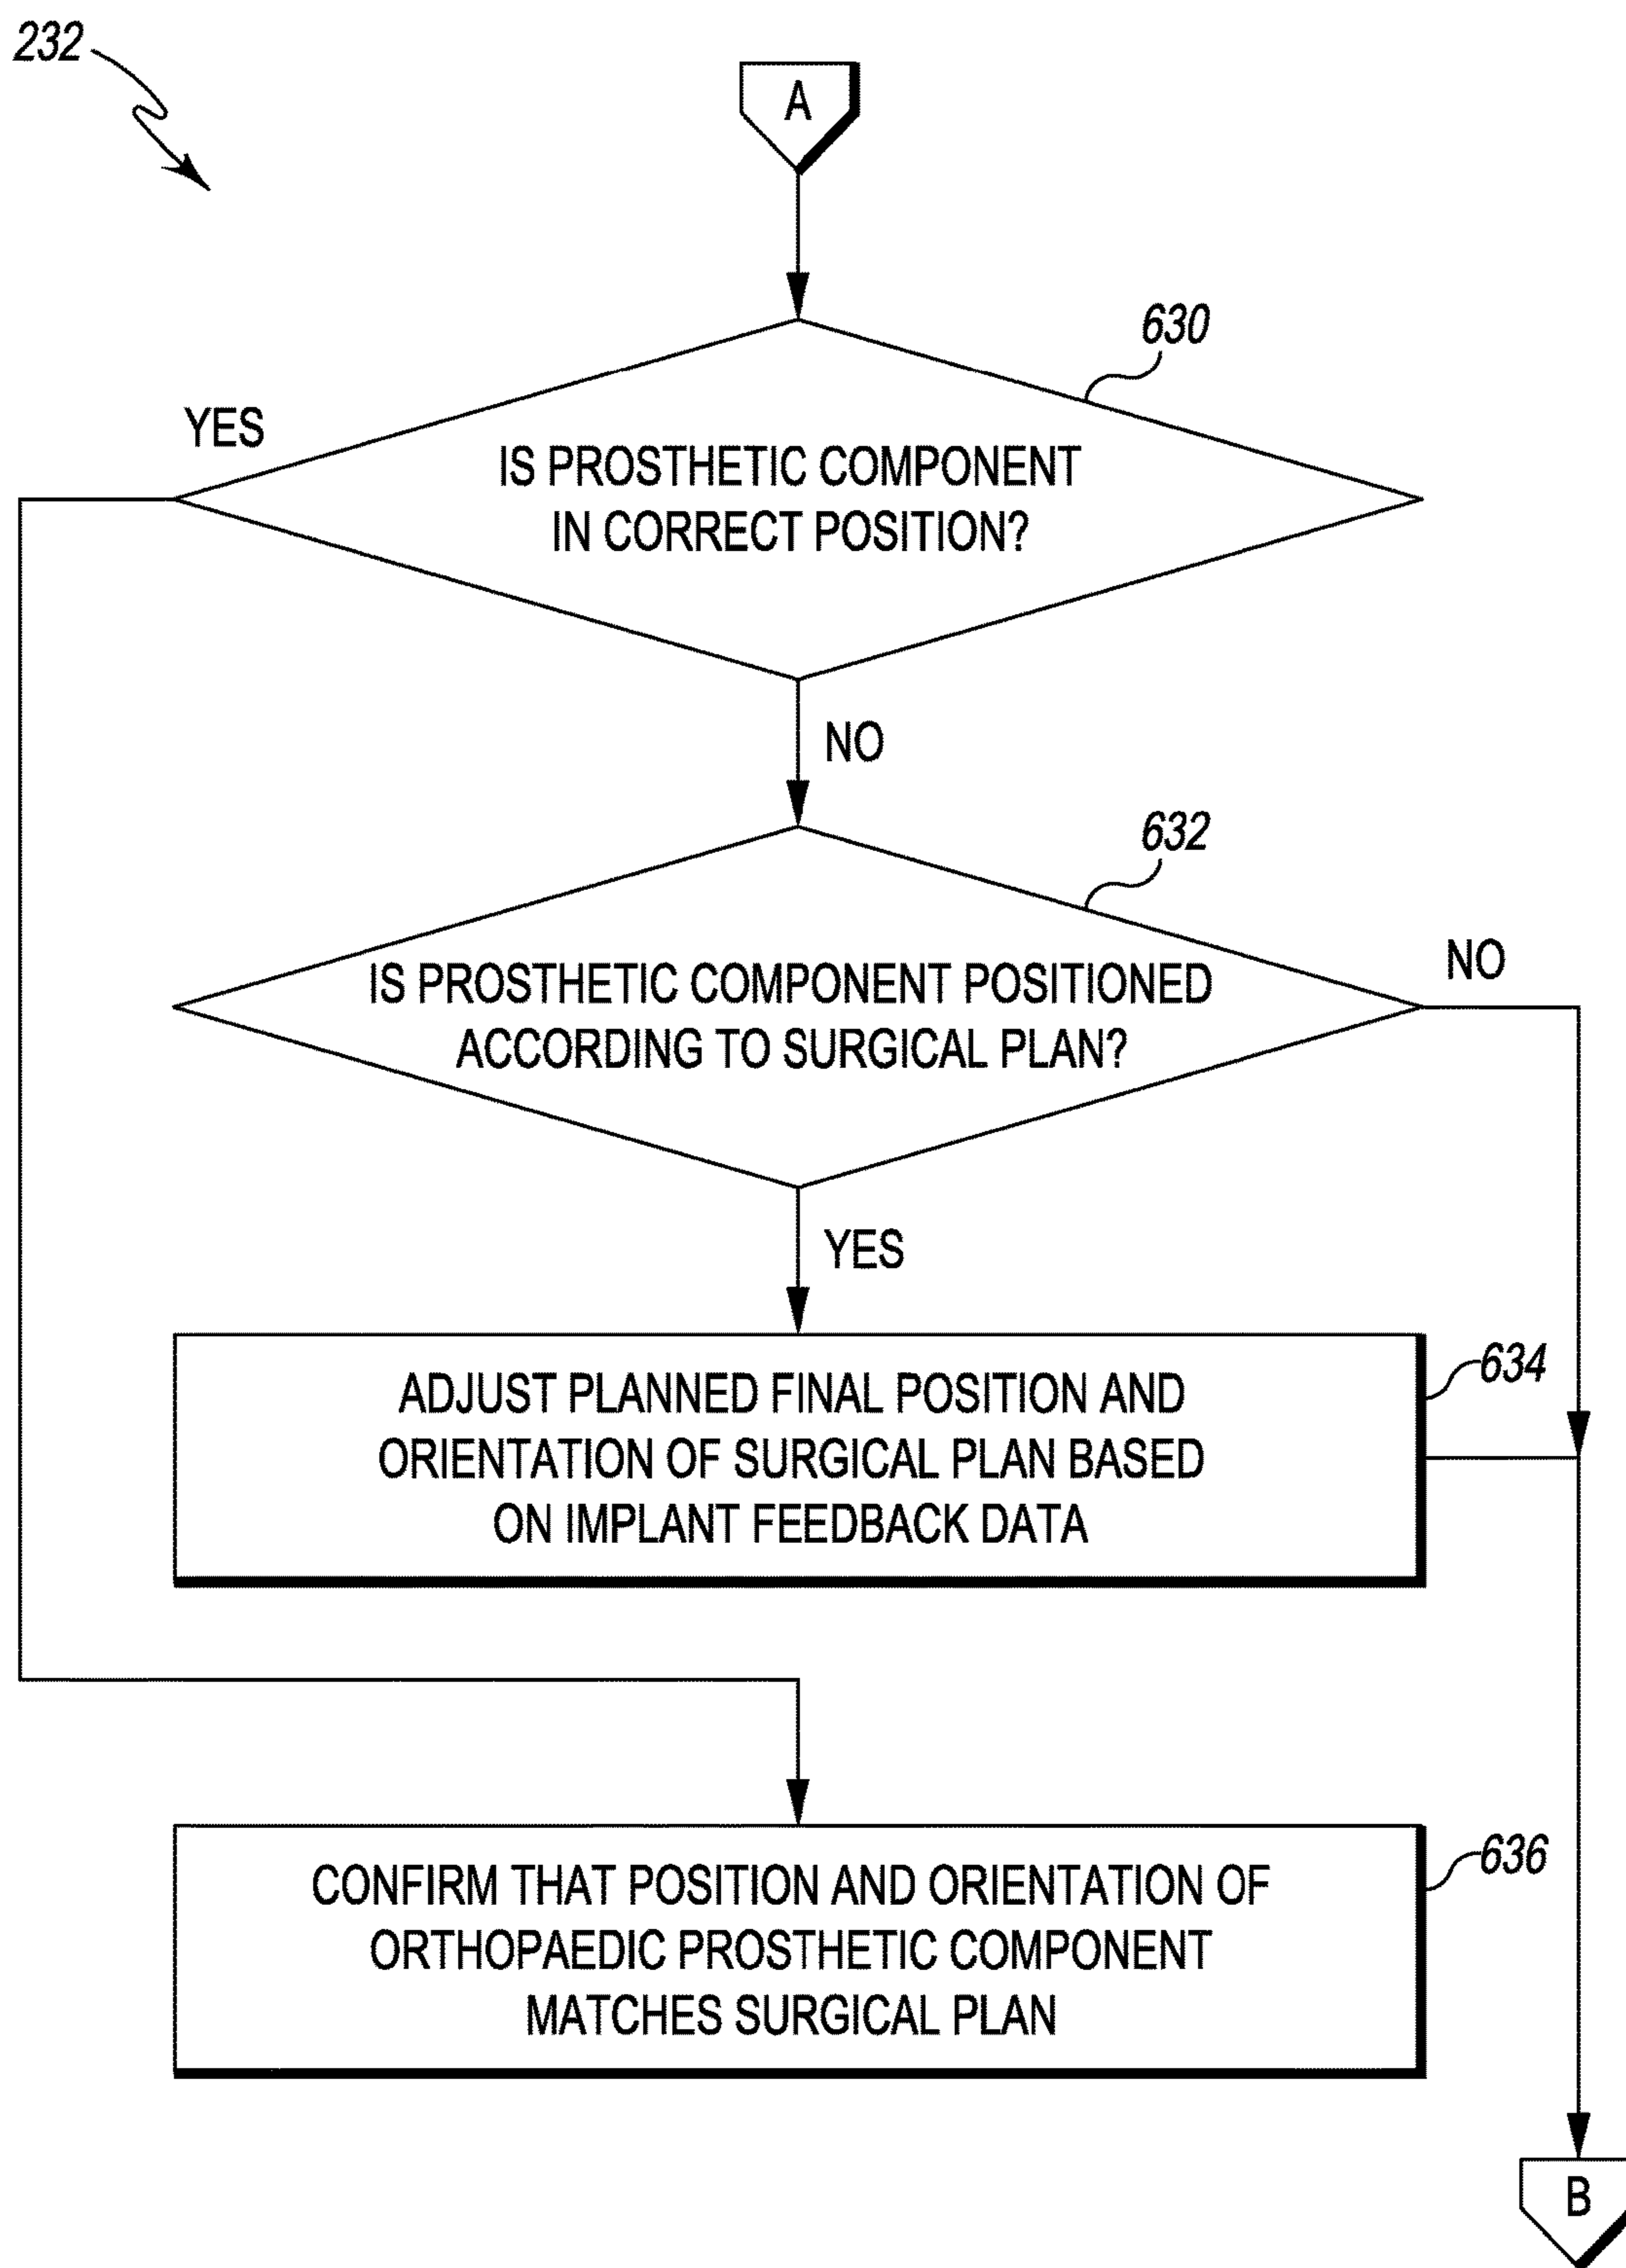 232
A
630
YES
IS PROSTHETIC COMPONENT
IN CORRECT POSITION?
NO
632
NO
IS PROSTHETIC COMPONENT POSITIONED
ACCORDING TO SURGICAL PLAN?
YES
634
ADJUST PLANNED FINAL POSITION AND
ORIENTATION OF SURGICAL PLAN BASED
ON IMPLANT FEEDBACK DATA
636
CONFIRM THAT POSITION AND ORIENTATION OF
ORTHOPAEDIC PROSTHETIC COMPONENT
MATCHES SURGICAL PLAN
B